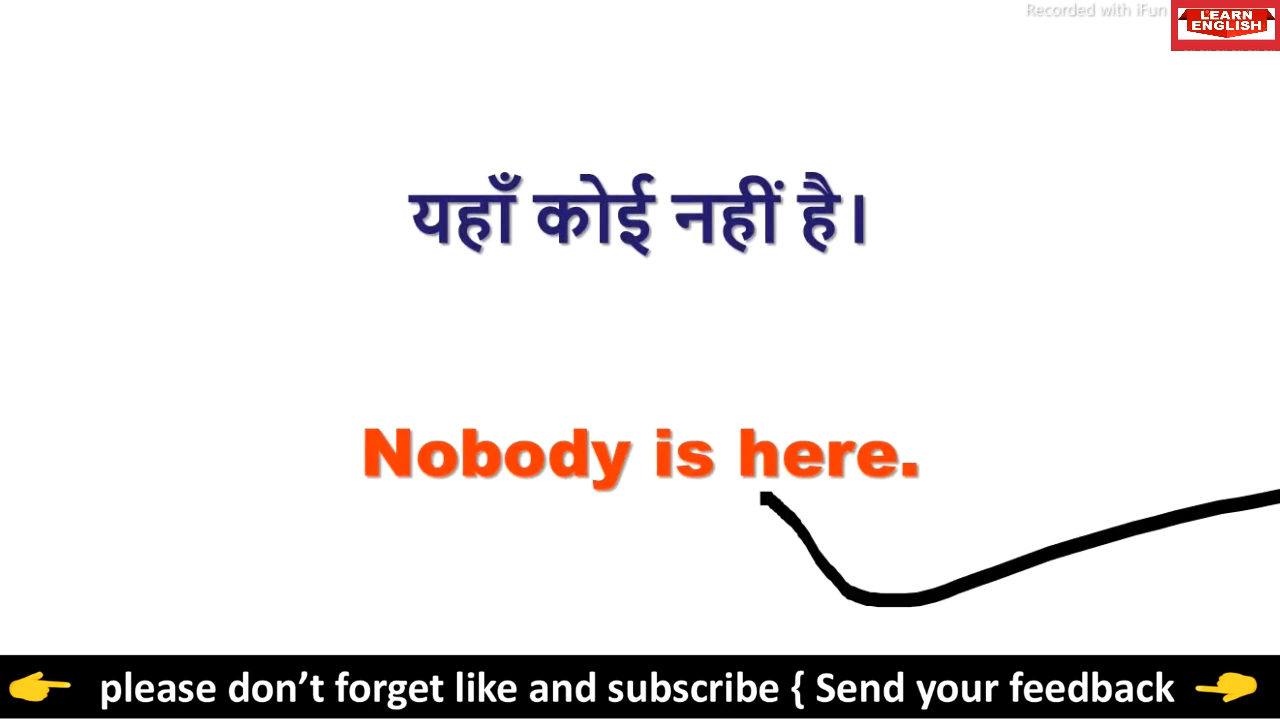 Recorded with iFun
LEARN
ENGLISH
यहाँ कोई नहीं है।
Nobody is here.
please don’t forget like and subscribe { Send your feedback